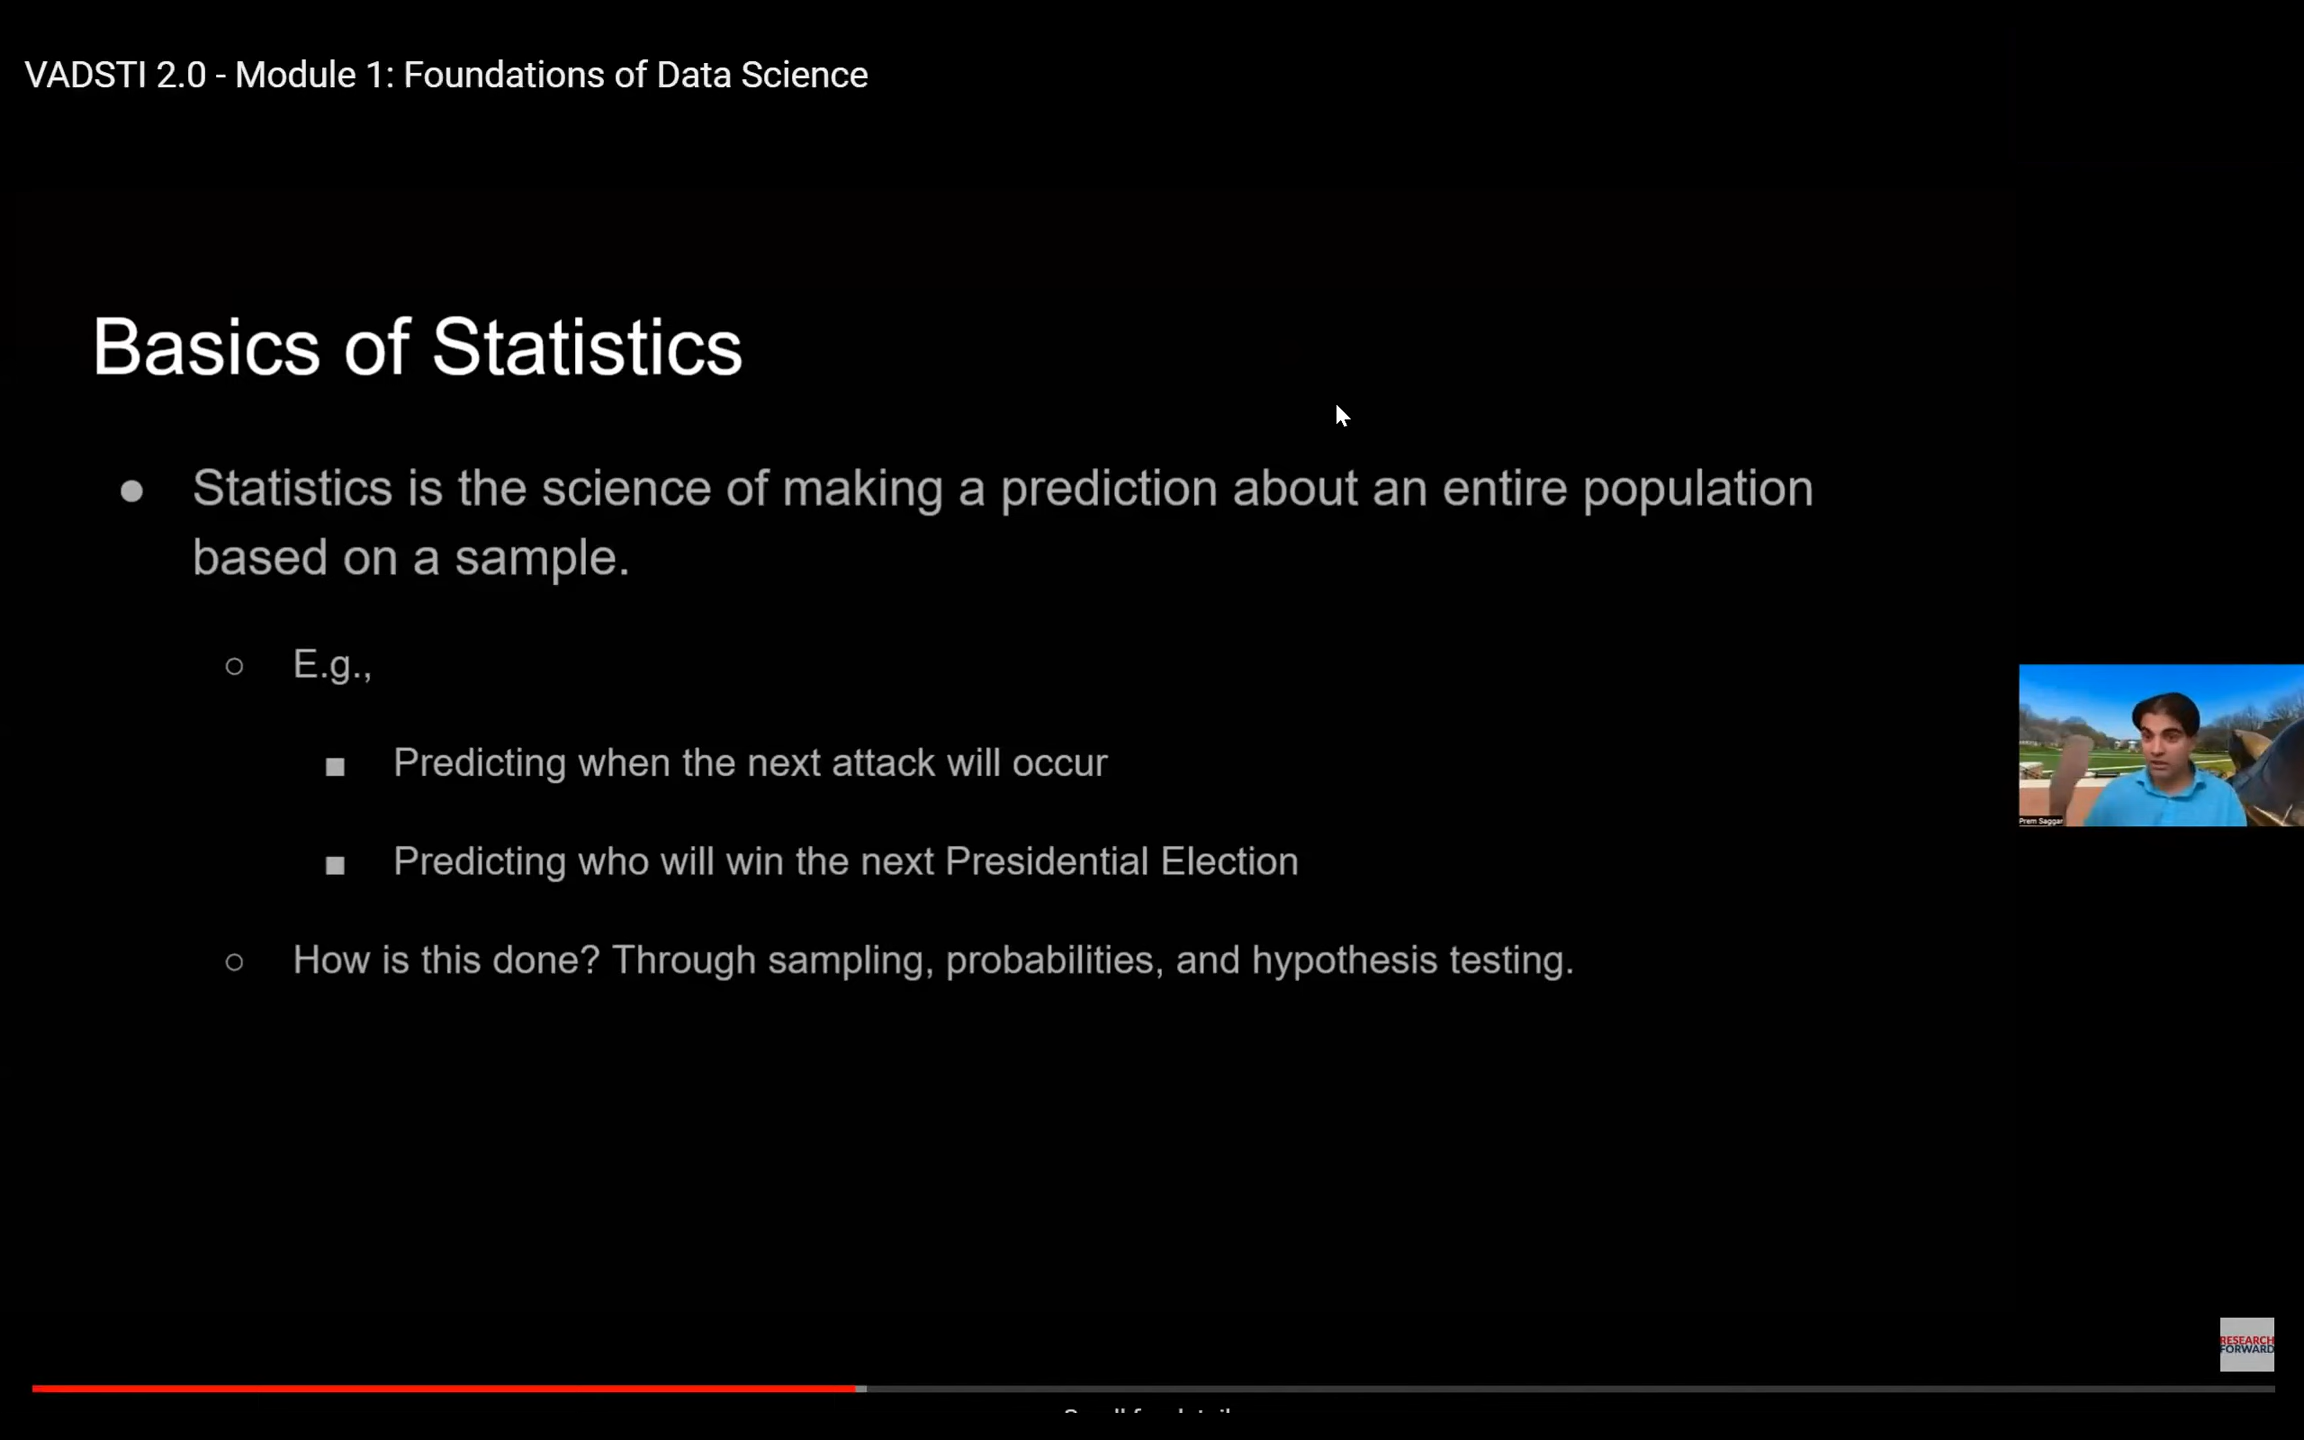 VADSTI 2.0 - Module 1: Foundations of Data Science
Basics of Statistics
● Statistics is the science of making a prediction about an entire population
based on a sample.
○ E.g.,
■ Predicting when the next attack will occur
■ Predicting who will win the next Presidential Election
○ How is this done? Through sampling, probabilities, and hypothesis testing.
Prem Saggar
RESEARCH
FORWARD